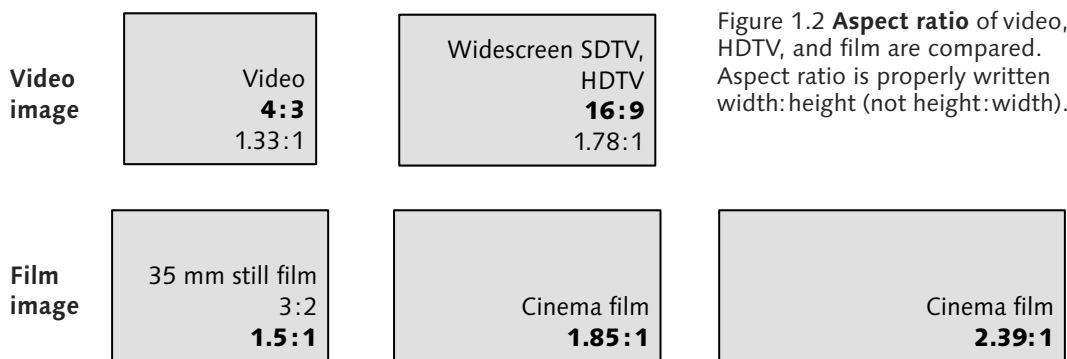 Video
image
Video
4:3
1.33:1
Widescreen SDTV,
HDTV
16:9
1.78:1
Figure 1.2 Aspect ratio of video,
HDTV, and film are compared.
Aspect ratio is properly written
width:height (not height:width).
Film
image
35 mm still film
3:2
1.5:1
Cinema film
1.85:1
Cinema film
2.39:1